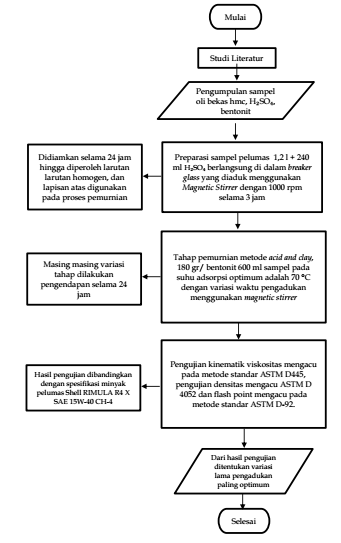 Mulai
Studi Literatur
Pengumpulan sampel
oli bekas hmc, H₂SO₄,
bentonit
Preparasi sampel pelumas 1,2 l + 240
ml H₂SO₄ berlangsung di dalam breaker
glass yang diaduk menggunakan
Magnetic Stirrer dengan 1000 rpm
selama 3 jam
Didiamkan selama 24 jam
hingga diperoleh larutan
larutan homogen, dan
lapisan atas digunakan
pada proses pemurnian
Tahap pemurnian metode acid and clay,
180 gr/ bentonit 600 ml sampel pada
suhu adsorpsi optimum adalah 70 °C
dengan variasi waktu pengadukan
menggunakan magnetic stirrer
Masing masing variasi
tahap dilakukan
pengendapan selama 24
jam
Pengujian kinematik viskositas mengacu
pada metode standar ASTM D445,
pengujian densitas mengacu ASTM D
4052 dan flash point mengacu pada
metode standar ASTM D-92.
Hasil pengujian dibandingkan
dengan spesifikasi minyak
pelumas Shell RIMULA R4 X
SAE 15W-40 CH-4
Dari hasil pengujian
ditentukan variasi
lama pengadukan
paling optimum
Selesai